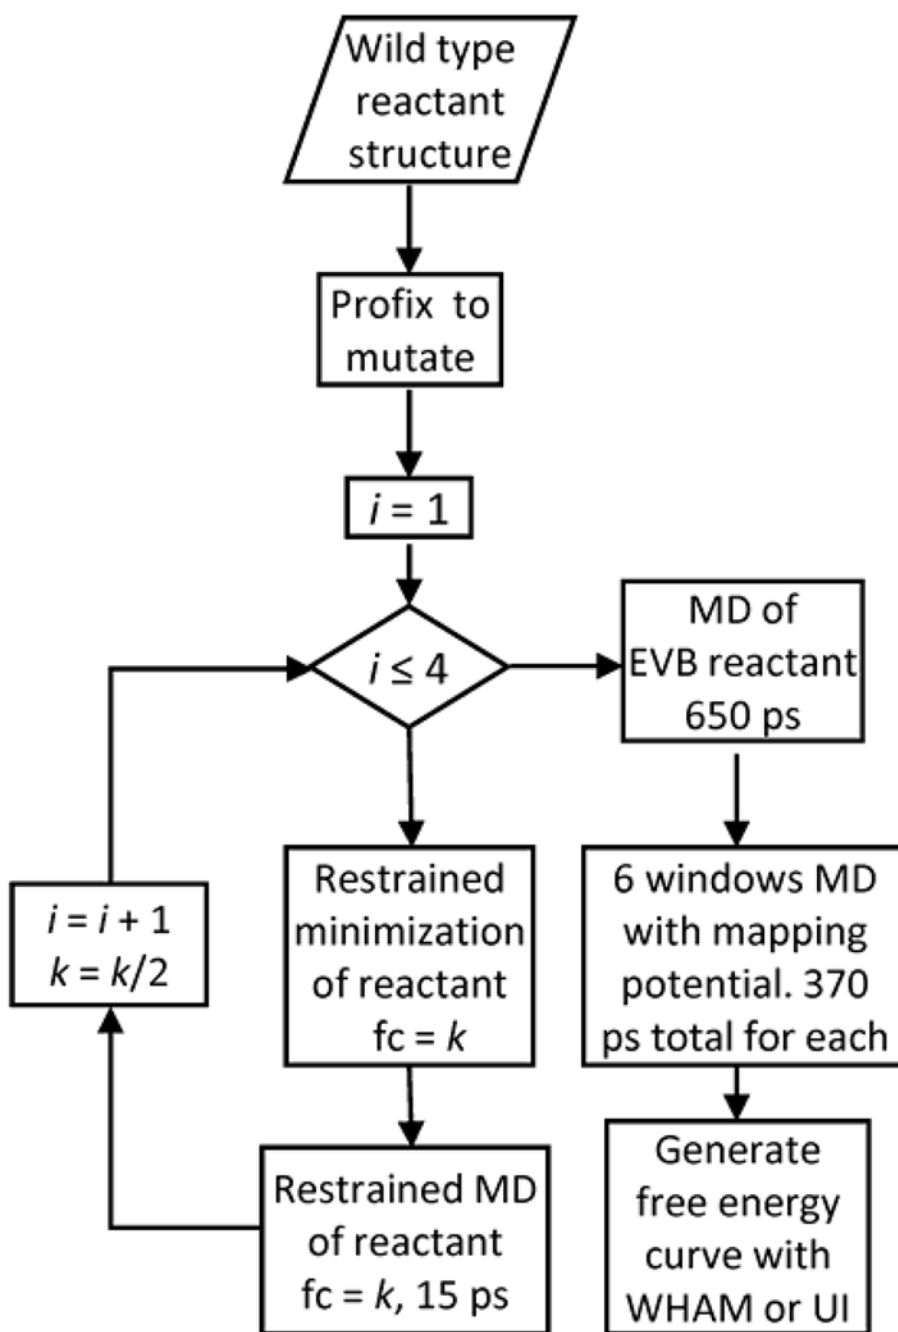 Wild type
reactant
structure
Profix to
mutate
i = 1
i ≤ 4
MD of
EVB reactant
650 ps
Restrained
minimization
of reactant
fc = k
6 windows MD
with mapping
potential. 370
ps total for each
i = i + 1
k = k/2
Restrained MD
of reactant
fc = k, 15 ps
Generate
free energy
curve with
WHAM or UI